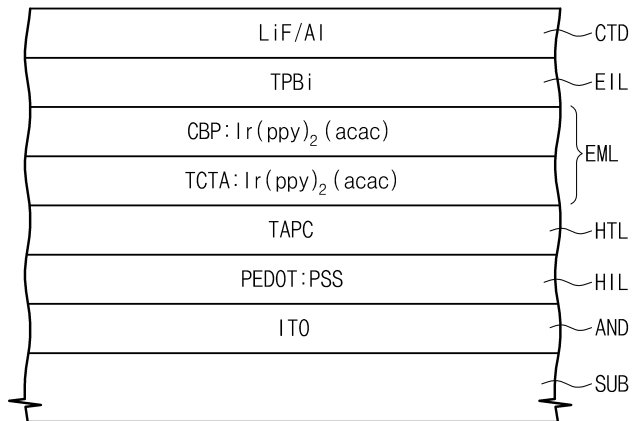 LiF/Al CTD
TPBi EIL
CBP:Ir(ppy)₂(acac)
EML
TCTA:Ir(ppy)₂(acac)
TAPC HTL
PEDOT:PSS HIL
ITO AND
SUB